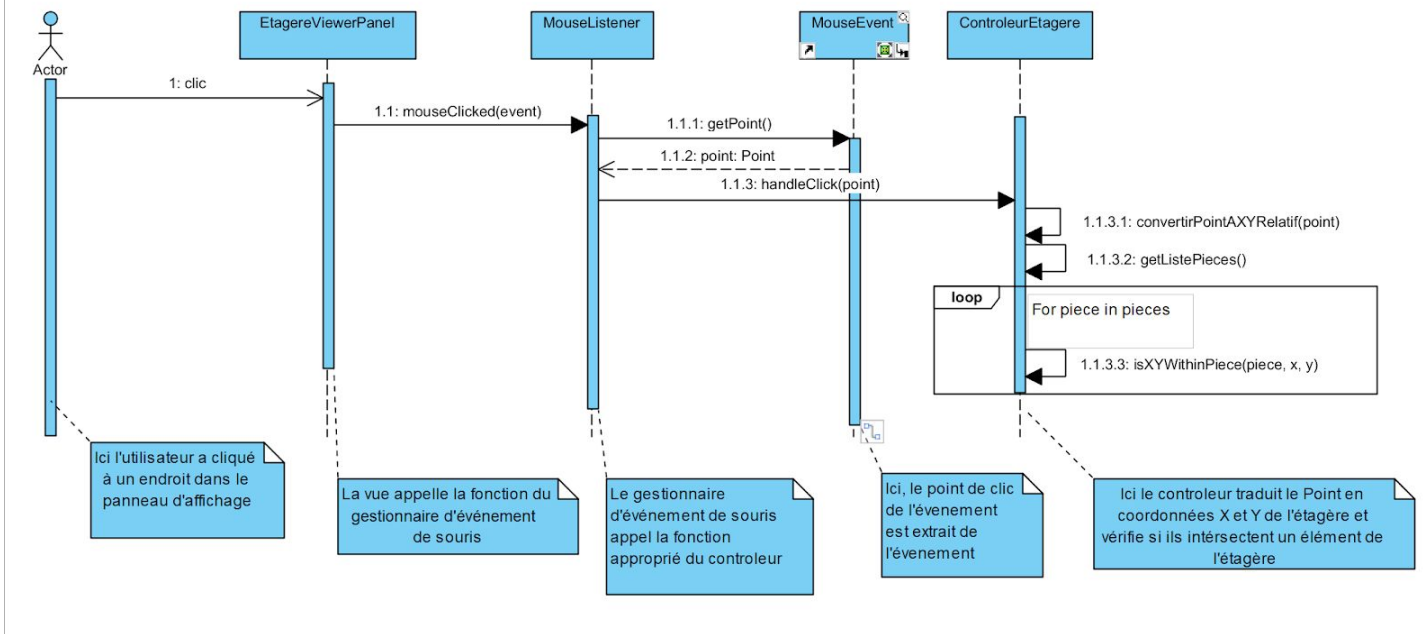 EtagereViewerPanel
MouseListener
MouseEvent
ControleurEtagere
Actor
1: clic
1.1: mouseClicked(event)
1.1.1: getPoint()
1.1.2: point: Point
1.1.3: handleClick(point)
1.1.3.1: convertirPointAXYRelatif(point)
1.1.3.2: getListePieces()
loop
For piece in pieces
1.1.3.3: isXYWithinPiece(piece, x, y)
Ici l'utilisateur a cliqué
à un endroit dans le
panneau d'affichage
La vue appelle la fonction du
gestionnaire d'événement
de souris
Le gestionnaire
d'événement de souris
appel la fonction
approprié du controleur
Ici, le point de clic
de l'évenement
est extrait de
l'évenement
Ici le controleur traduit le Point en
coordonnées X et Y de l'étagère et
vérifie si ils intérsectent un élément de
l'étagère